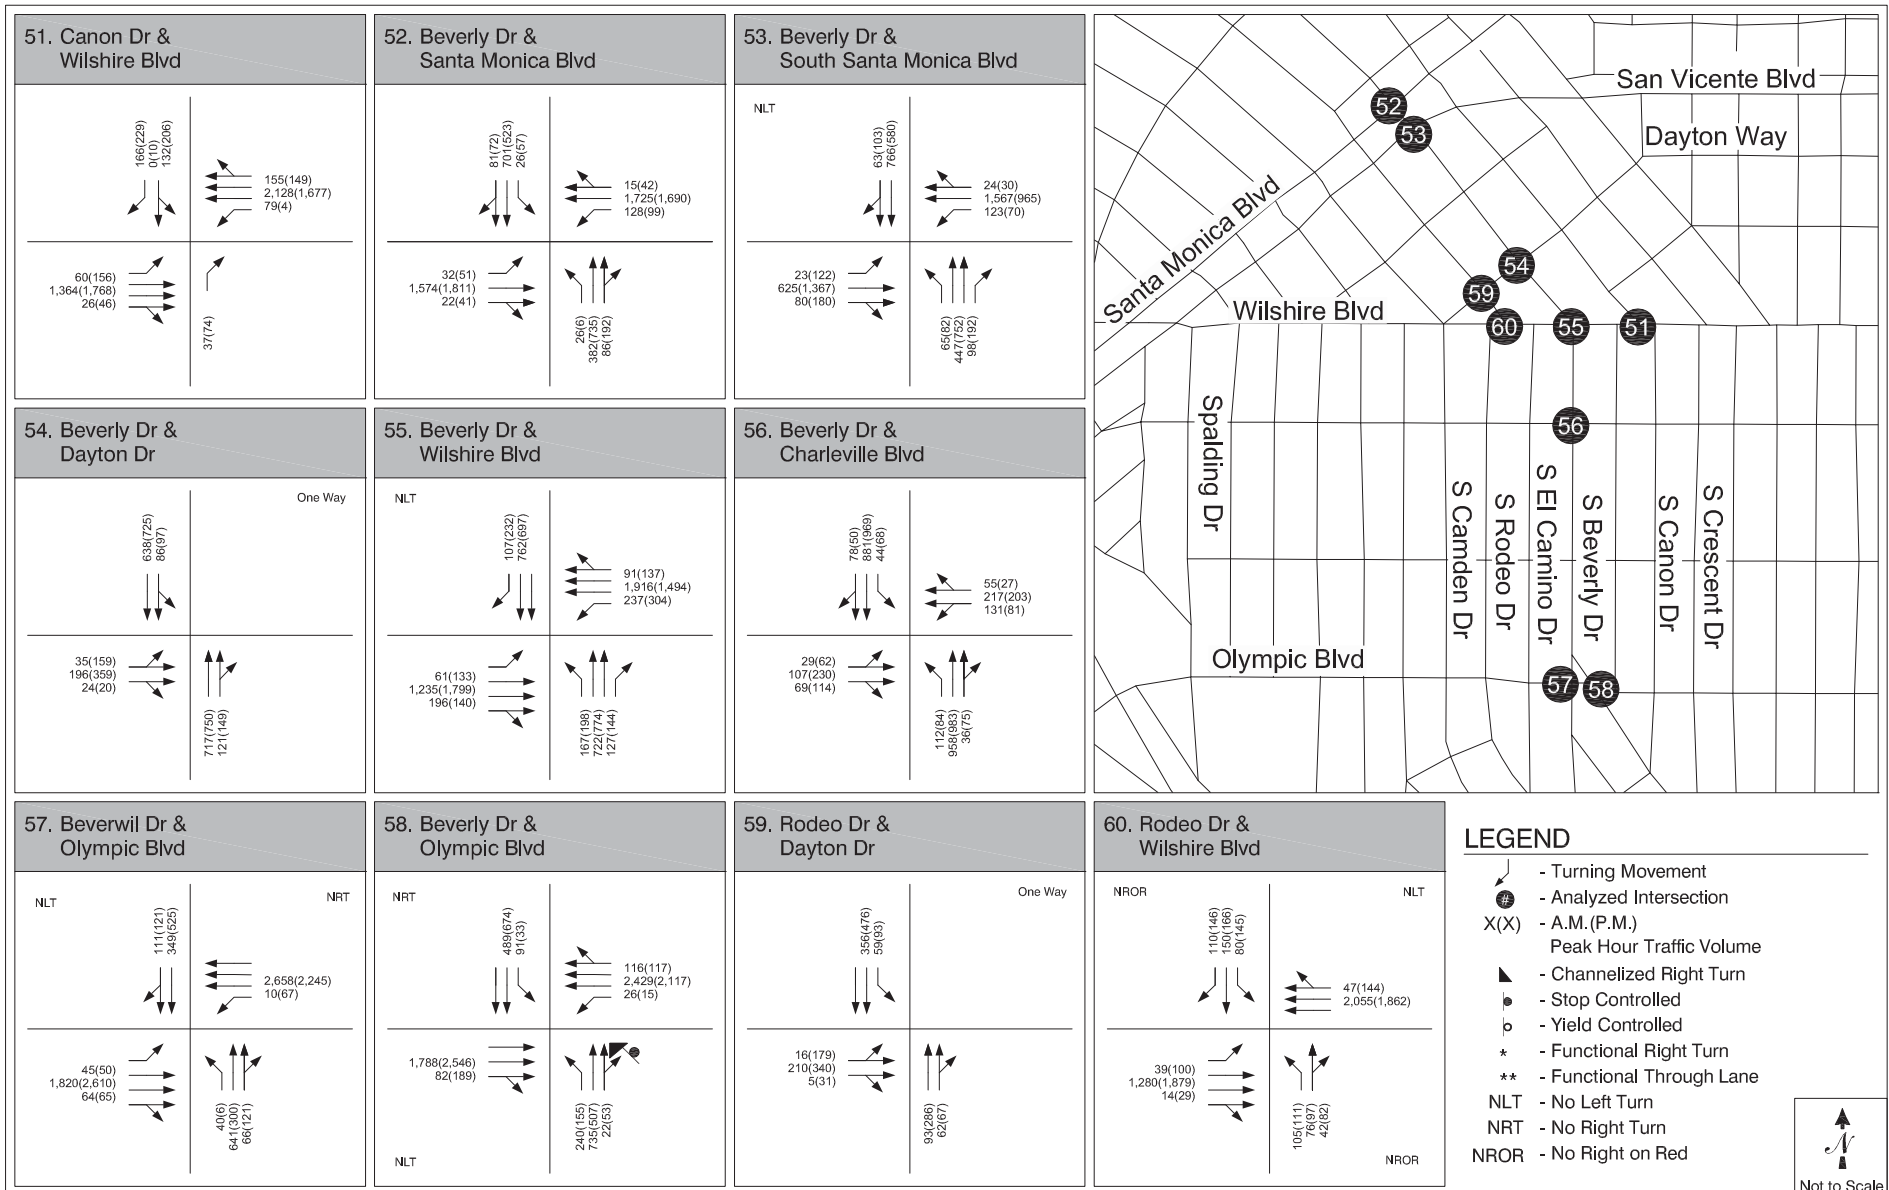 51. Canon Dr &
Wilshire Blvd
166(229)
0(10)
132(206)
155(149)
2,128(1,677)
79(4)
60(156)
1,364(1,768)
26(46)
37(74)
52. Beverly Dr &
Santa Monica Blvd
81(72)
701(523)
26(57)
15(42)
1,725(1,690)
128(99)
32(51)
1,574(1,811)
22(41)
26(6)
382(735)
86(192)
53. Beverly Dr &
South Santa Monica Blvd
NLT
63(103)
766(580)
24(30)
1,567(965)
123(70)
23(122)
625(1,367)
80(180)
65(82)
447(752)
98(192)
54. Beverly Dr &
Dayton Dr
One Way
638(725)
86(97)
35(159)
196(359)
24(20)
717(750)
121(149)
55. Beverly Dr &
Wilshire Blvd
NLT
107(232)
762(697)
91(137)
1,916(1,494)
237(304)
61(133)
1,235(1,799)
196(140)
167(198)
722(774)
127(144)
56. Beverly Dr &
Charleville Blvd
78(50)
881(969)
44(68)
55(27)
217(203)
131(81)
29(62)
107(230)
69(114)
112(84)
958(983)
36(75)
57. Beverwil Dr &
Olympic Blvd
NLT
NRT
111(121)
349(525)
2,658(2,245)
10(67)
45(50)
1,820(2,610)
64(65)
40(6)
641(300)
66(121)
58. Beverly Dr &
Olympic Blvd
NRT
489(674)
91(33)
116(117)
2,429(2,117)
26(15)
1,788(2,546)
82(189)
240(155)
735(507)
22(53)
NLT
59. Rodeo Dr &
Dayton Dr
One Way
356(476)
59(93)
16(179)
210(340)
5(31)
93(286)
62(67)
60. Rodeo Dr &
Wilshire Blvd
NROR
NLT
110(146)
150(166)
80(145)
47(144)
2,055(1,862)
39(100)
1,280(1,879)
14(29)
105(111)
76(97)
42(82)
NROR
San Vicente Blvd
Dayton Way
Santa Monica Blvd
Wilshire Blvd
52
53
54
59
60
55
51
56
57
58
Spalding Dr
S Camden Dr
S Rodeo Dr
S El Camino Dr
S Beverly Dr
S Canon Dr
S Crescent Dr
Olympic Blvd
LEGEND
- Turning Movement
# - Analyzed Intersection
X(X) - A.M.(P.M.)
Peak Hour Traffic Volume
- Channelized Right Turn
- Stop Controlled
- Yield Controlled
* - Functional Right Turn
** - Functional Through Lane
NLT - No Left Turn
NRT - No Right Turn
NROR - No Right on Red
N
Not to Scale